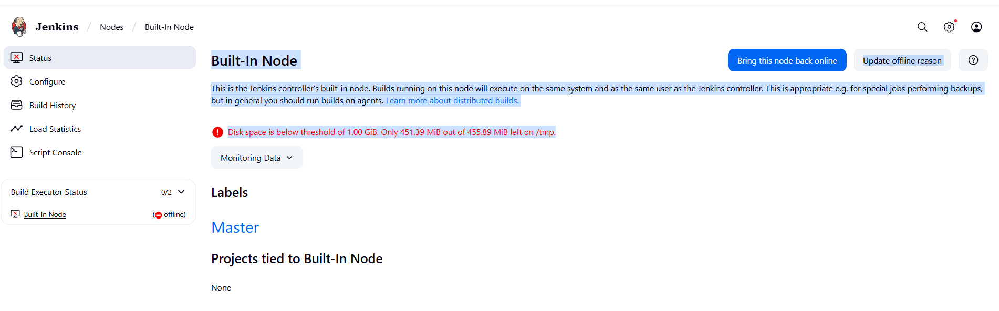 Jenkins / Nodes / Built-In Node
Status
Configure
Build History
Load Statistics
Script Console
Build Executor Status 0/2
Built-In Node (offline)
Built-In Node
Bring this node back online
Update offline reason
This is the Jenkins controller's built-in node. Builds running on this node will execute on the same system and as the same user as the Jenkins controller. This is appropriate e.g. for special jobs performing backups,
but in general you should run builds on agents. Learn more about distributed builds.
Disk space is below threshold of 1.00 GiB. Only 451.39 MiB out of 455.89 MiB left on /tmp.
Monitoring Data
Labels
Master
Projects tied to Built-In Node
None